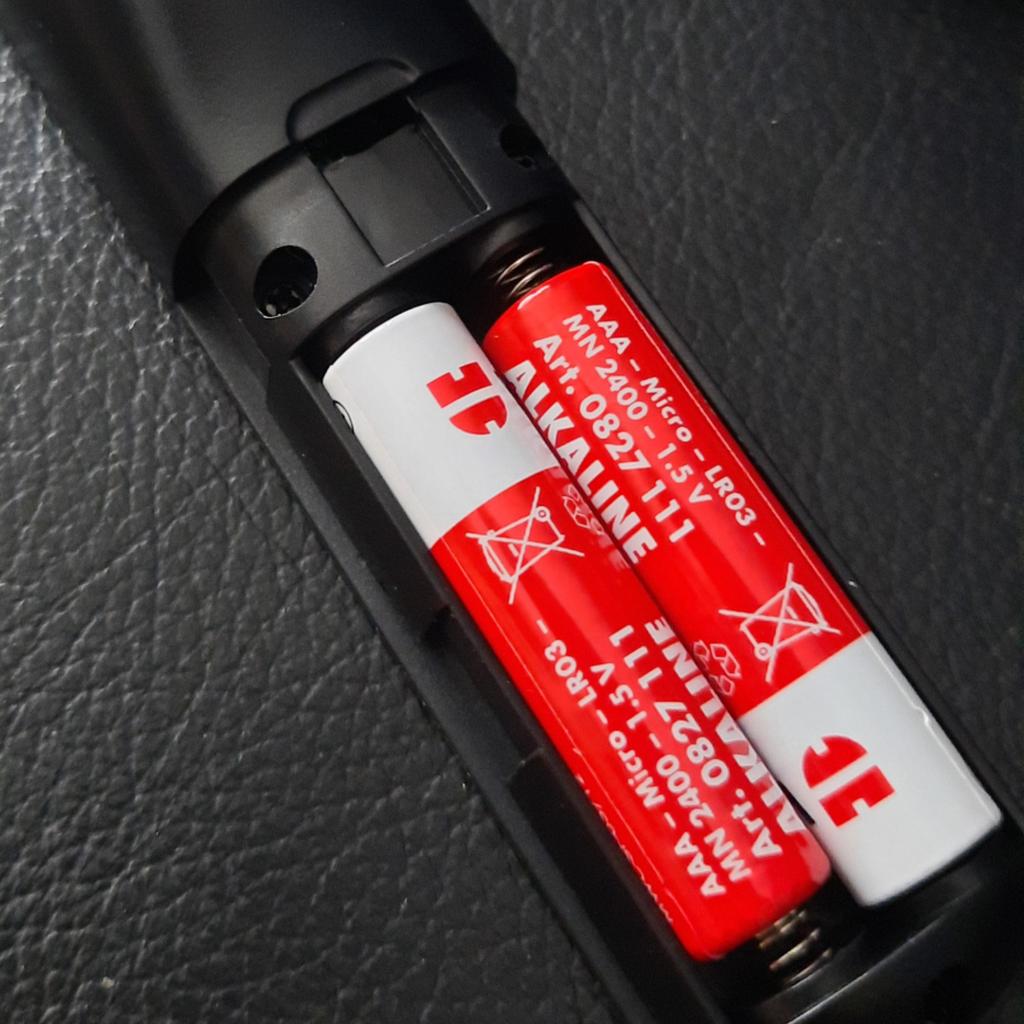 AAA – Micro – LR03 –
MN 2400 – 1.5 V
Art. 0827 111
ALKALINE
AAA – Micro – LR03 –
MN 2400 – 1.5 V
Art. 0827 111
ALKALINE